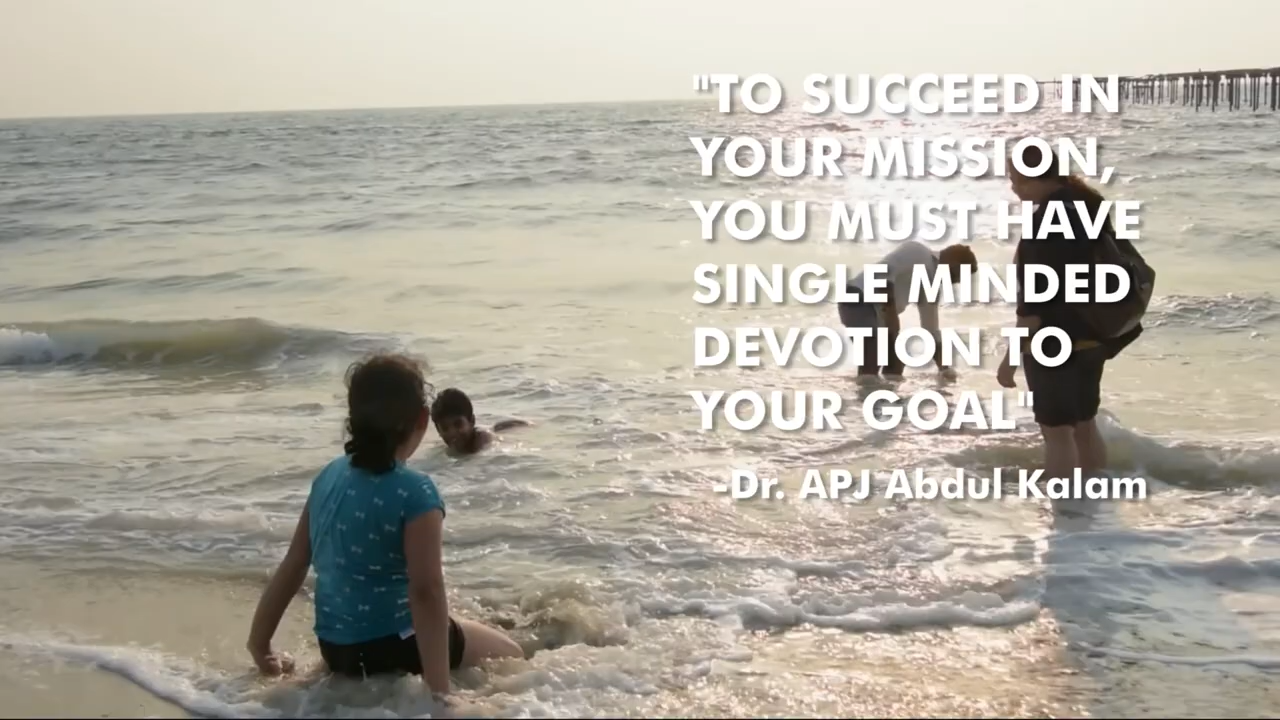 "TO SUCCEED IN
YOUR MISSION,
YOU MUST HAVE
SINGLE MINDED
DEVOTION TO
YOUR GOAL"
-Dr. APJ Abdul Kalam